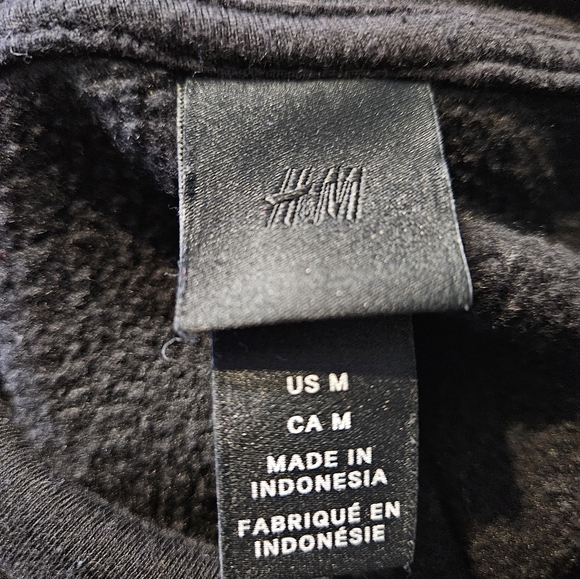 H&M
US M
CA M
MADE IN
INDONESIA
FABRIQUÉ EN
INDONÉSIE